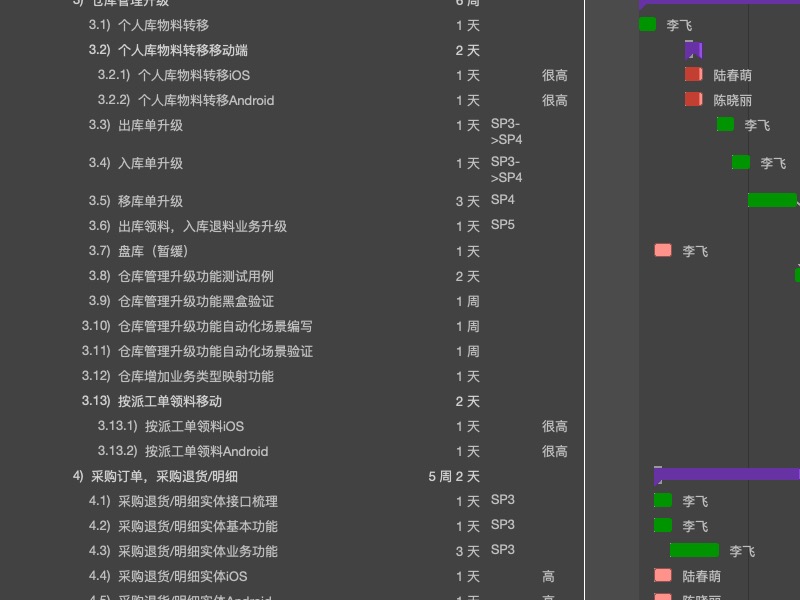 3) 仓库管理升级 6 周
3.1) 个人库物料转移 1 天 李飞
3.2) 个人库物料转移移动端 2 天
3.2.1) 个人库物料转移iOS 1 天 很高 陆春萌
3.2.2) 个人库物料转移Android 1 天 很高 陈晓丽
3.3) 出库单升级 1 天 SP3-
>SP4 李飞
3.4) 入库单升级 1 天 SP3-
>SP4 李飞
3.5) 移库单升级 3 天 SP4
3.6) 出库领料，入库退料业务升级 1 天 SP5
3.7) 盘库（暂缓） 1 天 李飞
3.8) 仓库管理升级功能测试用例 2 天
3.9) 仓库管理升级功能黑盒验证 1 周
3.10) 仓库管理升级功能自动化场景编写 1 周
3.11) 仓库管理升级功能自动化场景验证 1 周
3.12) 仓库增加业务类型映射功能 1 天
3.13) 按派工单领料移动 2 天
3.13.1) 按派工单领料iOS 1 天 很高
3.13.2) 按派工单领料Android 1 天 很高
4) 采购订单，采购退货/明细 5 周 2 天
4.1) 采购退货/明细实体接口梳理 1 天 SP3 李飞
4.2) 采购退货/明细实体基本功能 1 天 SP3 李飞
4.3) 采购退货/明细实体业务功能 3 天 SP3 李飞
4.4) 采购退货/明细实体iOS 1 天 高 陆春萌
4.5) 采购退货/明细实体Android 1 天 高 陈晓丽